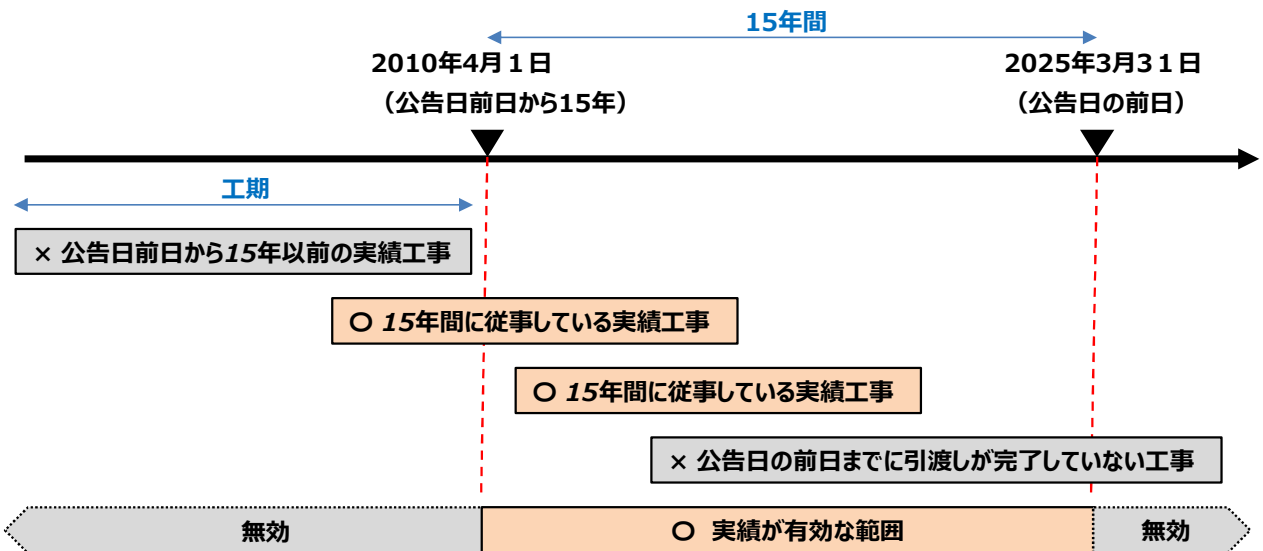 15年間
2010年4月１日
（公告日前日から15年）
2025年3月3１日
（公告日の前日）
工期
× 公告日前日から15年以前の実績工事
〇 15年間に従事している実績工事
〇 15年間に従事している実績工事
× 公告日の前日までに引渡しが完了していない工事
無効
〇 実績が有効な範囲
無効